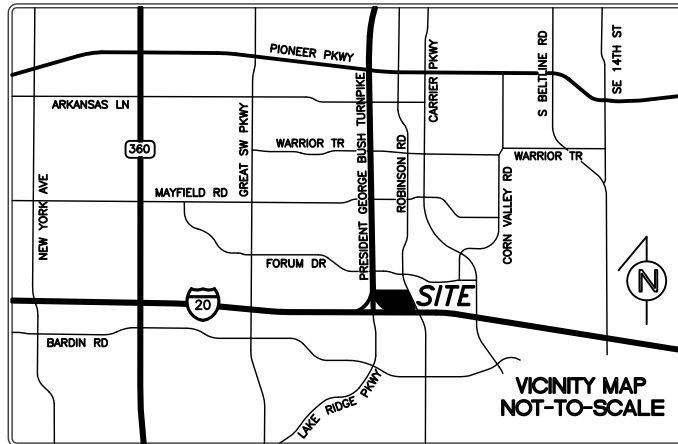 PIONEER PKWY
ARKANSAS LN
360
GREAT SW PKWY
WARRIOR TR
PRESIDENT GEORGE BUSH TURNPIKE
ROBINSON RD
CARRIER PKWY
S BELTLINE RD
SE 14TH ST
WARRIOR TR
NEW YORK AVE
MAYFIELD RD
CORN VALLEY RD
FORUM DR
20
SITE
N
BARDIN RD
LAKE RIDGE PKWY
VICINITY MAP
NOT-TO-SCALE